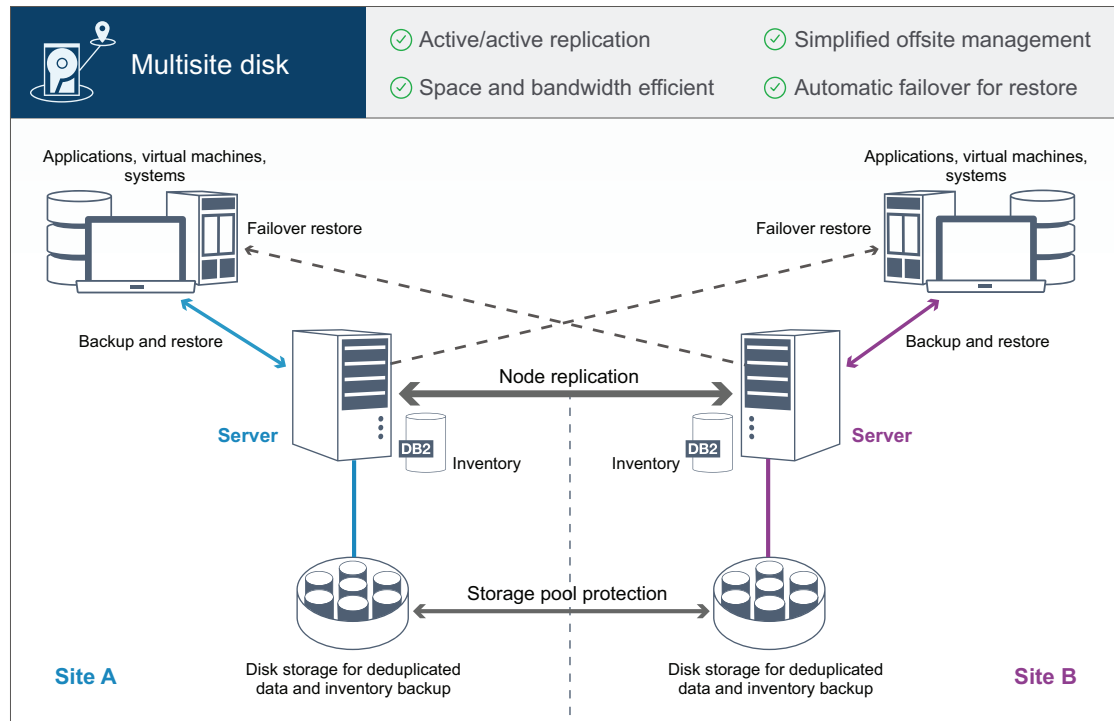 Multisite disk
Active/active replication
Simplified offsite management
Space and bandwidth efficient
Automatic failover for restore
Applications, virtual machines,
systems
Applications, virtual machines,
systems
Failover restore
Failover restore
Backup and restore
Backup and restore
Node replication
Server
Server
DB2
Inventory
Inventory
DB2
Storage pool protection
Disk storage for deduplicated
data and inventory backup
Disk storage for deduplicated
data and inventory backup
Site A
Site B